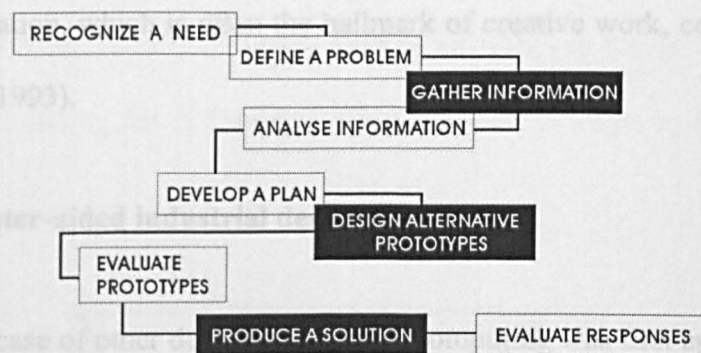 RECOGNIZE A NEED
DEFINE A PROBLEM
GATHER INFORMATION
ANALYSE INFORMATION
DEVELOP A PLAN
DESIGN ALTERNATIVE
PROTOTYPES
EVALUATE
PROTOTYPES
PRODUCE A SOLUTION
EVALUATE RESPONSES